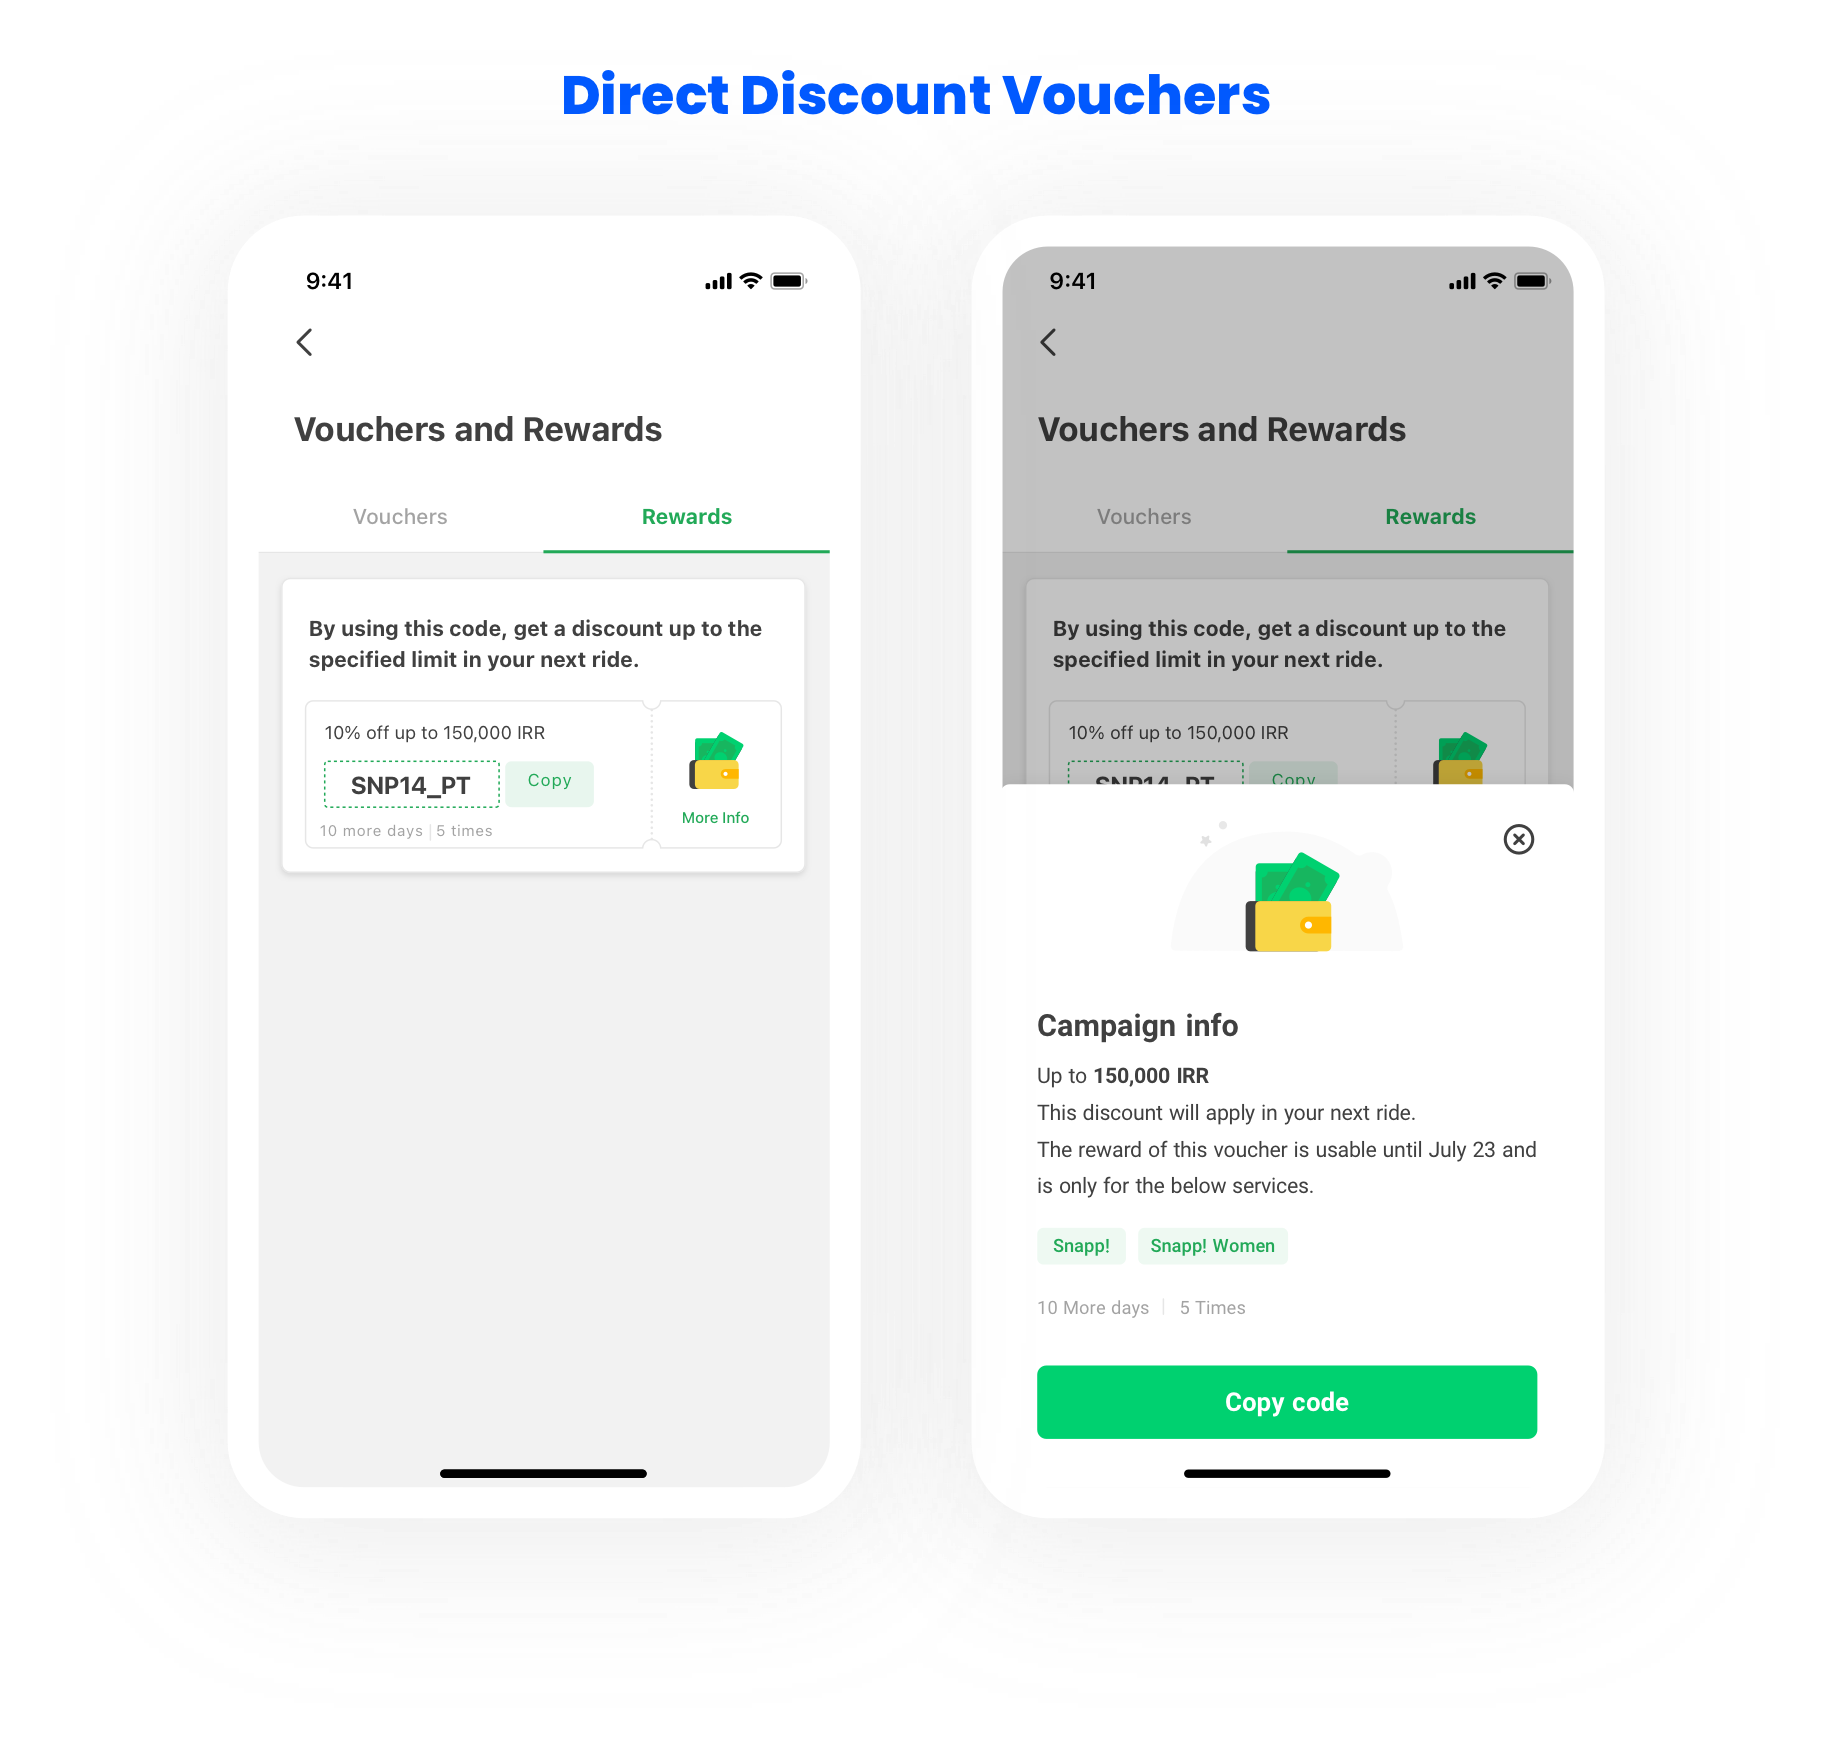 Direct Discount Vouchers
9:41
Vouchers and Rewards
Vouchers
Rewards
By using this code, get a discount up to the
specified limit in your next ride.
10% off up to 150,000 IRR
SNP14_PT
Copy
10 more days | 5 times
More Info
9:41
Vouchers and Rewards
Vouchers
Rewards
By using this code, get a discount up to the
specified limit in your next ride.
10% off up to 150,000 IRR
SNP14_PT
Copy
Campaign info
Up to 150,000 IRR
This discount will apply in your next ride.
The reward of this voucher is usable until July 23 and
is only for the below services.
Snapp!
Snapp! Women
10 More days | 5 Times
Copy code